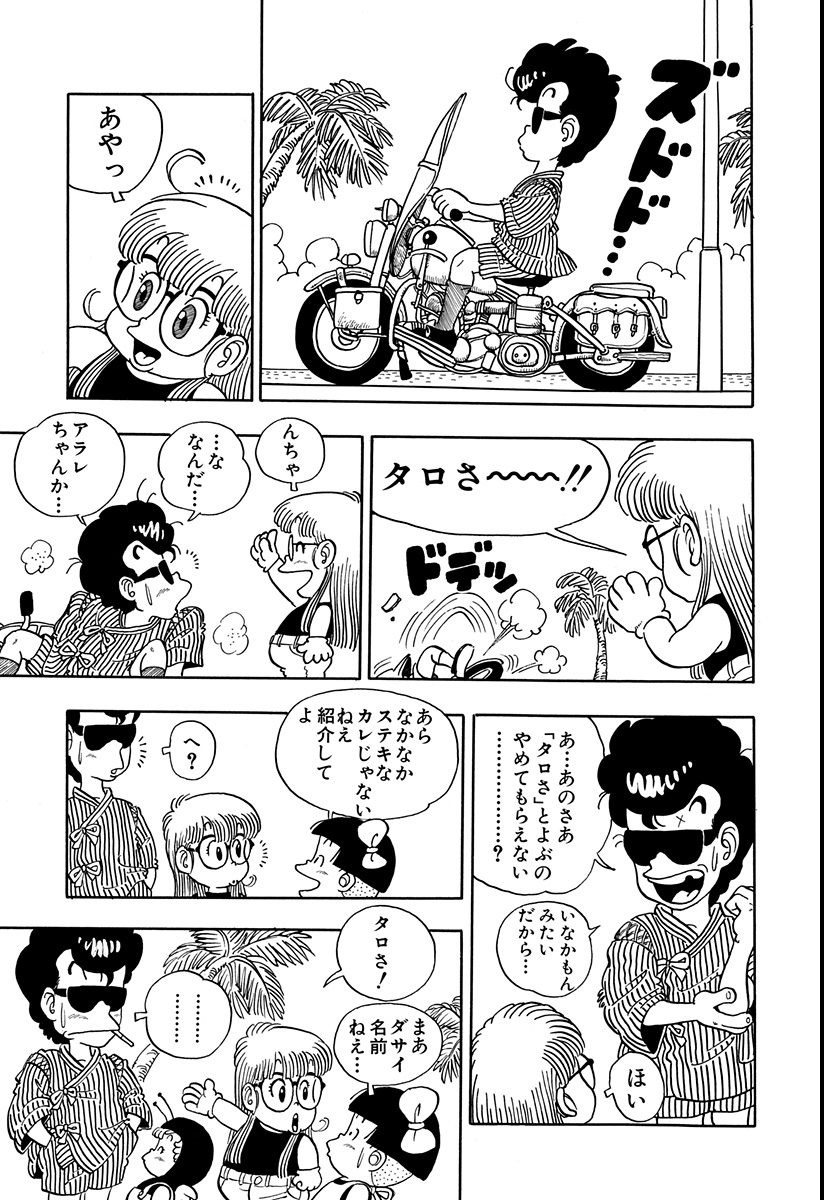 ズドドド…
あやっ
タロさ〜〜〜!!
ドデッ
んちゃ
…な
なんだ…
アラレ
ちゃんか…
あ…あのさあ
「タロさ」とよぶの
やめてもらえない
…………?
いなかもん
みたい
だから…
ほい
あら
なかなか
ステキな
カレじゃない
ねえ
紹介して
よ
へ?
タロさ!
まあ
ダサイ
名前
ねえ…
………